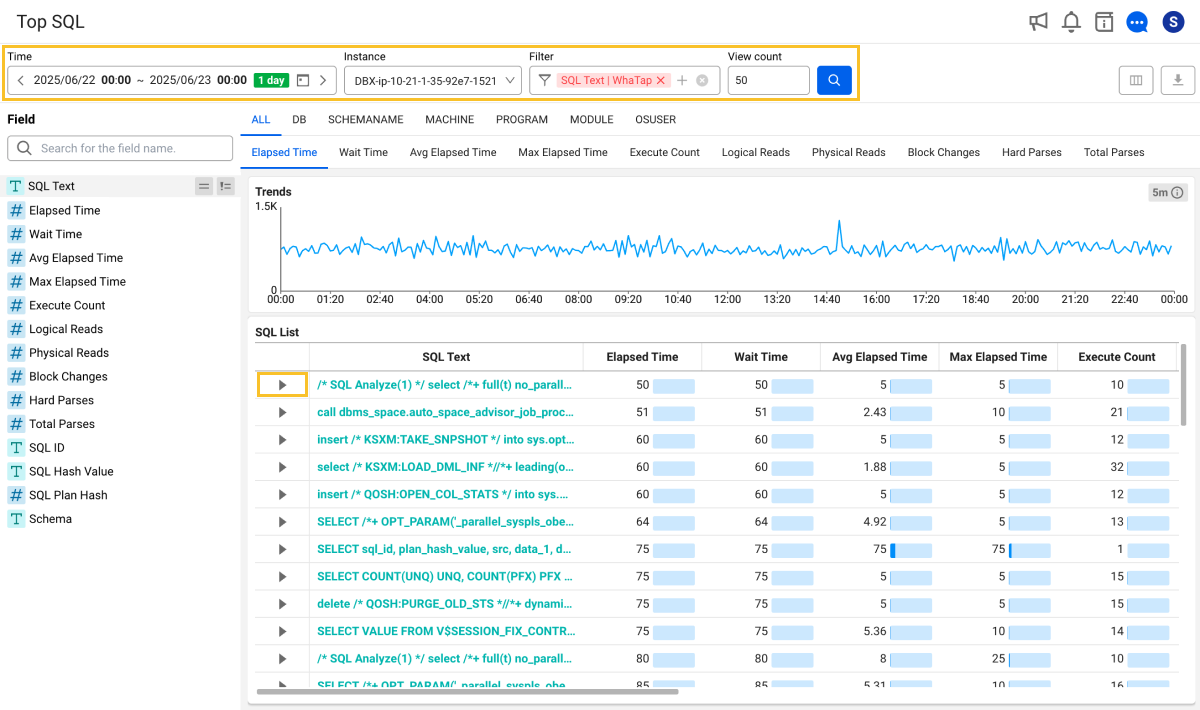 Top SQL
S
Time
Instance
Filter
View count
2025/06/22 00:00 ~ 2025/06/23 00:00 1 day
DBX-ip-10-21-1-35-92e7-1521
SQL Text | WhaTap
50
Field
Search for the field name.
SQL Text
Elapsed Time
Wait Time
Avg Elapsed Time
Max Elapsed Time
Execute Count
Logical Reads
Physical Reads
Block Changes
Hard Parses
Total Parses
SQL ID
SQL Hash Value
SQL Plan Hash
Schema
ALL DB SCHEMANAME MACHINE PROGRAM MODULE OSUSER
Elapsed Time Wait Time Avg Elapsed Time Max Elapsed Time Execute Count Logical Reads Physical Reads Block Changes Hard Parses Total Parses
Trends
5m
1.5K
0
00:00 01:20 02:40 04:00 05:20 06:40 08:00 09:20 10:40 12:00 13:20 14:40 16:00 17:20 18:40 20:00 21:20 22:40 00:00
SQL List
SQL Text Elapsed Time Wait Time Avg Elapsed Time Max Elapsed Time Execute Count
/* SQL Analyze(1) */ select /*+ full(t) no_parall... 50 50 5 5 10
call dbms_space.auto_space_advisor_job_proc... 51 51 2.43 10 21
insert /* KSXM:TAKE_SNPSHOT */ into sys.opt... 60 60 5 5 12
select /* KSXM:LOAD_DML_INF *//*+ leading(o... 60 60 1.88 5 32
insert /* QOSH:OPEN_COL_STATS */ into sys.... 60 60 5 5 12
SELECT /*+ OPT_PARAM('_parallel_syspls_obe... 64 64 4.92 5 13
SELECT sql_id, plan_hash_value, src, data_1, d... 75 75 75 75 1
SELECT COUNT(UNQ) UNQ, COUNT(PFX) PFX ... 75 75 5 5 15
delete /* QOSH:PURGE_OLD_STS *//*+ dynami... 75 75 5 5 15
SELECT VALUE FROM V$SESSION_FIX_CONTR... 75 75 5.36 10 14
/* SQL Analyze(1) */ select /*+ full(t) no_parall... 80 80 8 25 10
SELECT /*+ OPT_PARAM('_parallel_syspls_obe... 85 85 5.31 10 16